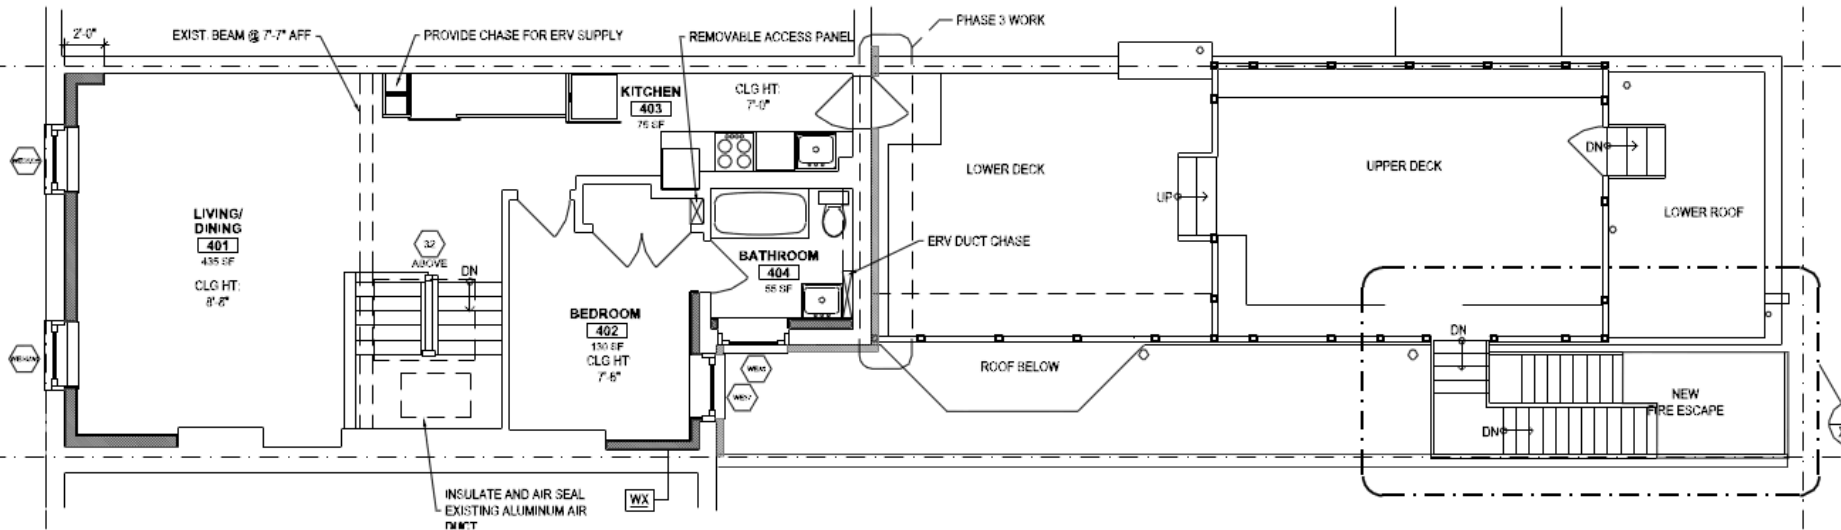 2'-0"
EXIST. BEAM @ 7'-7" AFF
PROVIDE CHASE FOR ERV SUPPLY
REMOVABLE ACCESS PANEL
PHASE 3 WORK
KITCHEN
403
75 SF
CLG HT:
7'-0"
LIVING/
DINING
401
435 SF
CLG HT:
8'-8"
32
ABOVE
DN
BEDROOM
402
130 SF
CLG HT
BATHROOM
404
55 SF
ERV DUCT CHASE
LOWER DECK
UP
UPPER DECK
DN
LOWER ROOF
ROOF BELOW
DN
NEW
FIRE ESCAPE
DN
INSULATE AND AIR SEAL
EXISTING ALUMINUM AIR
DUCT
WX